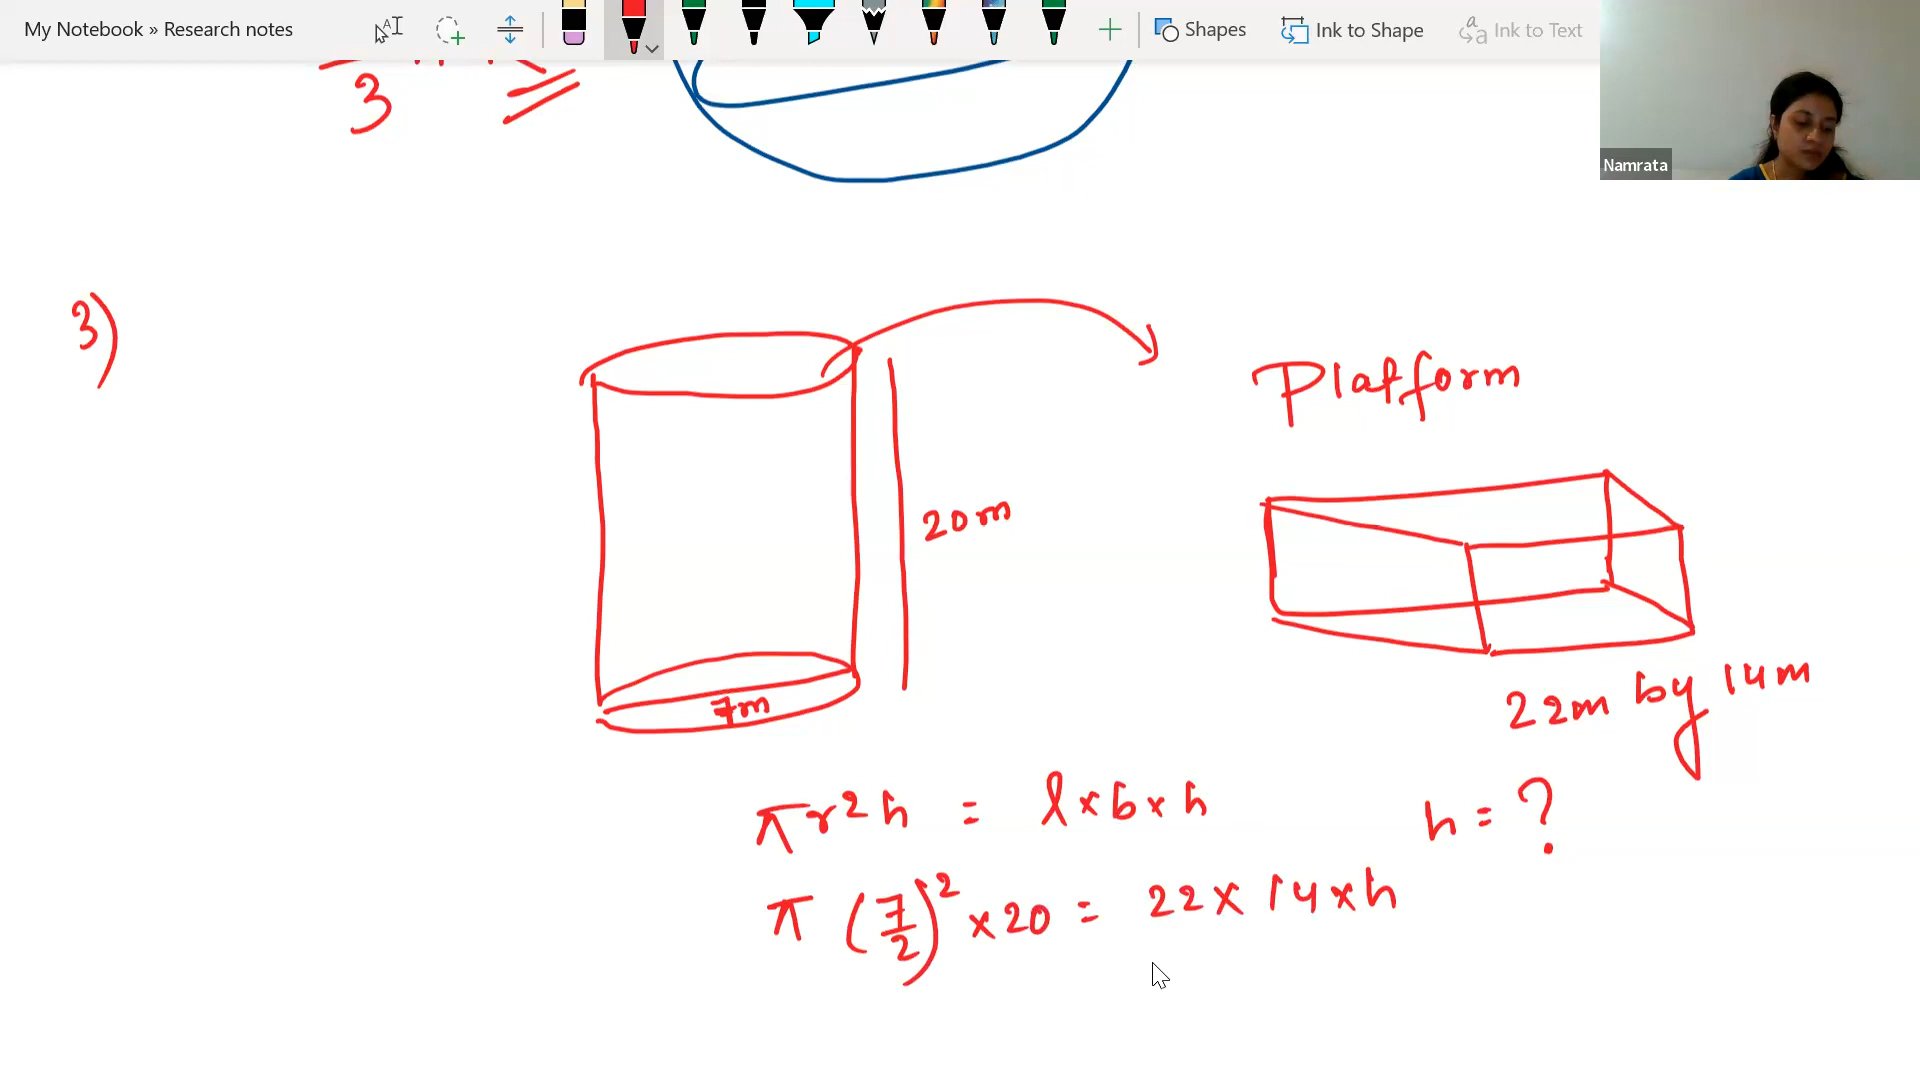 My Notebook » Research notes
Shapes
Ink to Shape
Ink to Text
Namrata
3
3)
Platform
20m
7m
22m by 14m
πr²h = l×b×h
h = ?
π (7/2)² ×20 = 22× 14×h